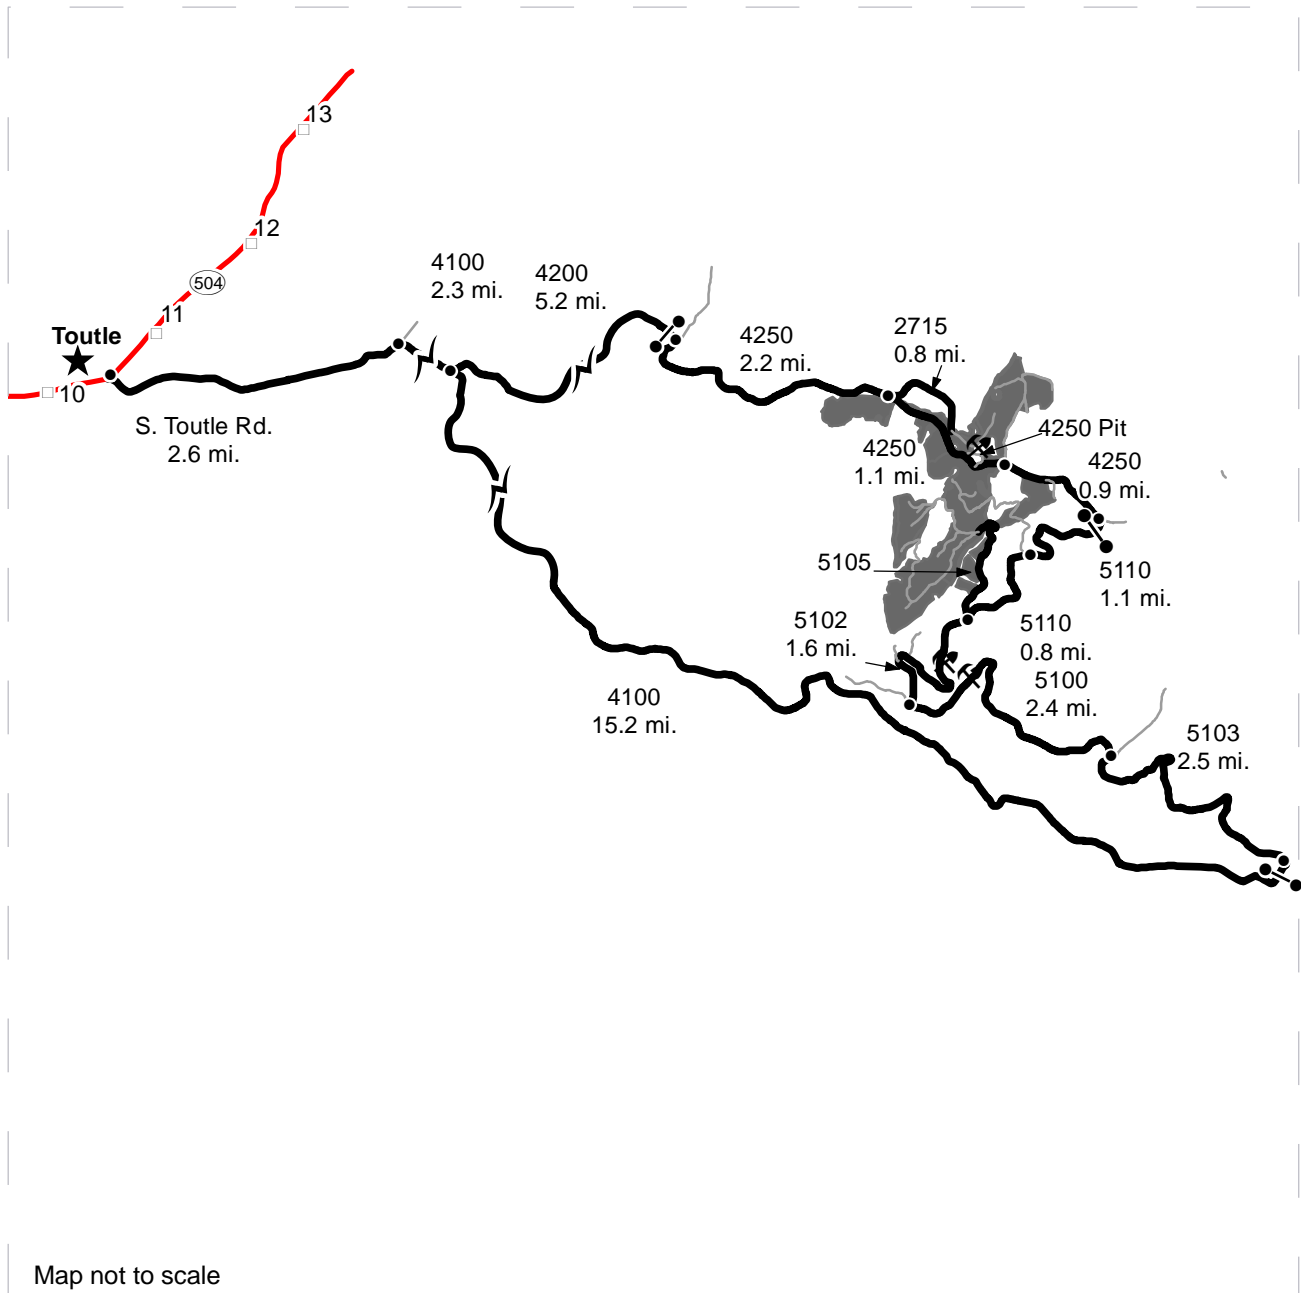 13
12
504
11
Toutle
10
S. Toutle Rd.
2.6 mi.
4100
2.3 mi.
4200
5.2 mi.
4250
2.2 mi.
2715
0.8 mi.
4250 Pit
4250
1.1 mi.
4250
0.9 mi.
5105
5110
1.1 mi.
5102
1.6 mi.
5110
0.8 mi.
5100
2.4 mi.
4100
15.2 mi.
5103
2.5 mi.
Map not to scale